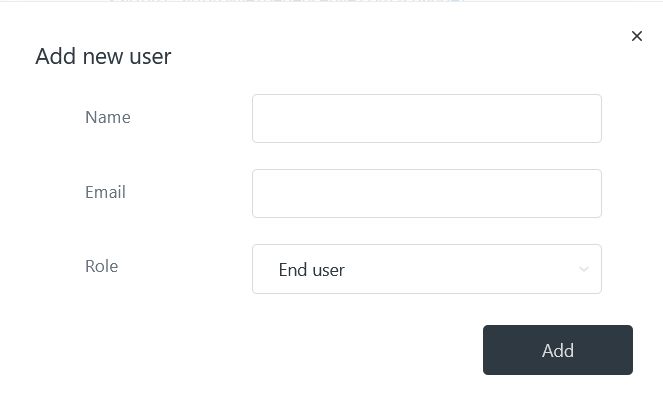 Add new user
Name
Email
Role
End user
Add